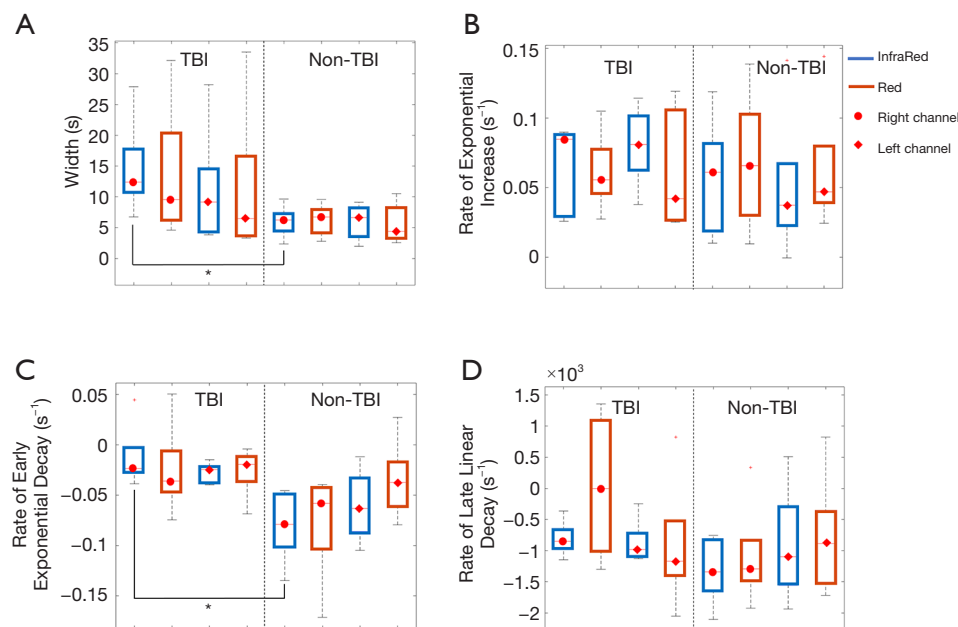 A
35
30
25
20
15
10
5
0
Width (s)
TBI
Non-TBI
*
B
0.15
0.1
0.05
0
Rate of Exponential
Increase (s⁻¹)
TBI
Non-TBI
InfraRed
Red
Right channel
Left channel
C
0.05
0
−0.05
−0.1
−0.15
Rate of Early
Exponential Decay (s⁻¹)
TBI
Non-TBI
*
D
×10³
1.5
1
0.5
0
−0.5
−1
−1.5
−2
Rate of Late Linear
Decay (s⁻¹)
TBI
Non-TBI